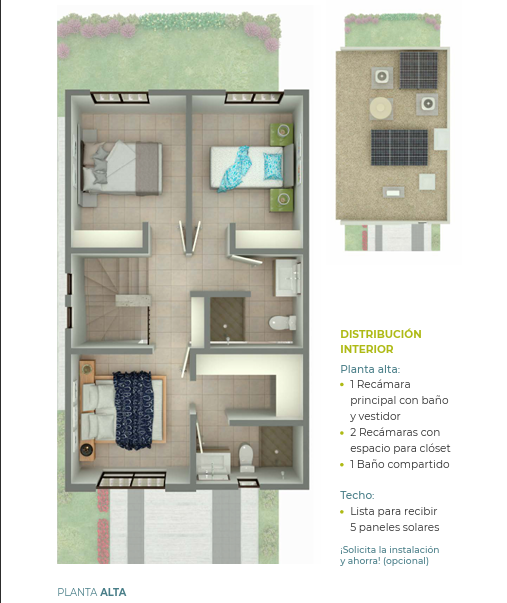 DISTRIBUCIÓN
INTERIOR
Planta alta:
• 1 Recámara
principal con baño
y vestidor
• 2 Recámaras con
espacio para clóset
• 1 Baño compartido
Techo:
• Lista para recibir
5 paneles solares
¡Solicita la instalación
y ahorra! (opcional)
PLANTA ALTA